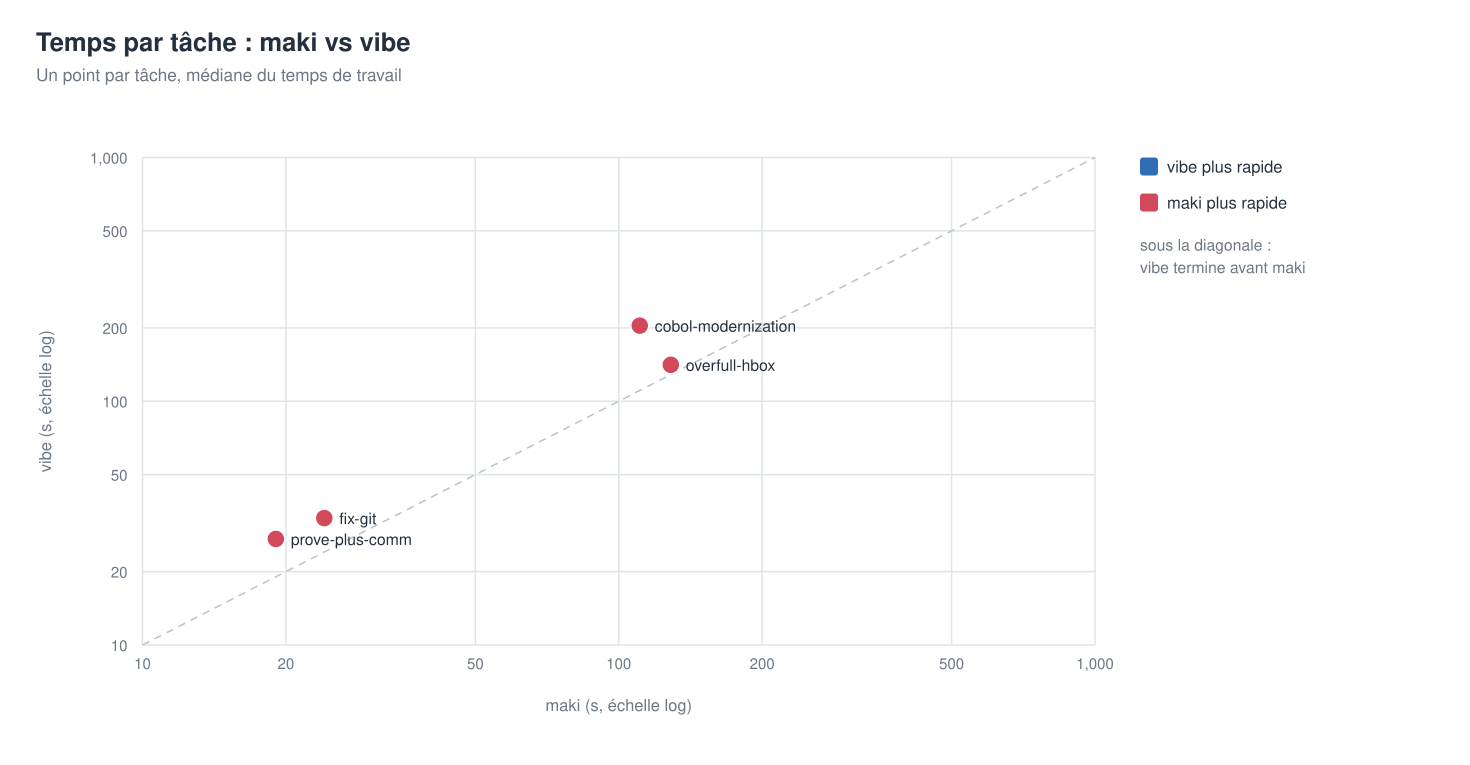 Temps par tâche : maki vs vibe
Un point par tâche, médiane du temps de travail
1,000
500
200
100
50
20
10
vibe (s, échelle log)
cobol-modernization
overfull-hbox
fix-git
prove-plus-comm
10
20
50
100
200
500
1,000
maki (s, échelle log)
vibe plus rapide
maki plus rapide
sous la diagonale :
vibe termine avant maki